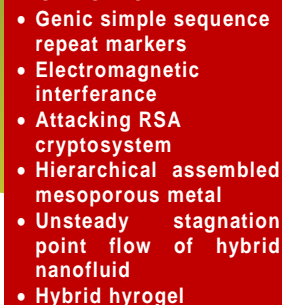 • Genic simple sequence
repeat markers
• Electromagnetic
interferance
• Attacking RSA
cryptosystem
• Hierarchical assembled
mesoporous metal
• Unsteady stagnation
point flow of hybrid
nanofluid
• Hybrid hyrogel